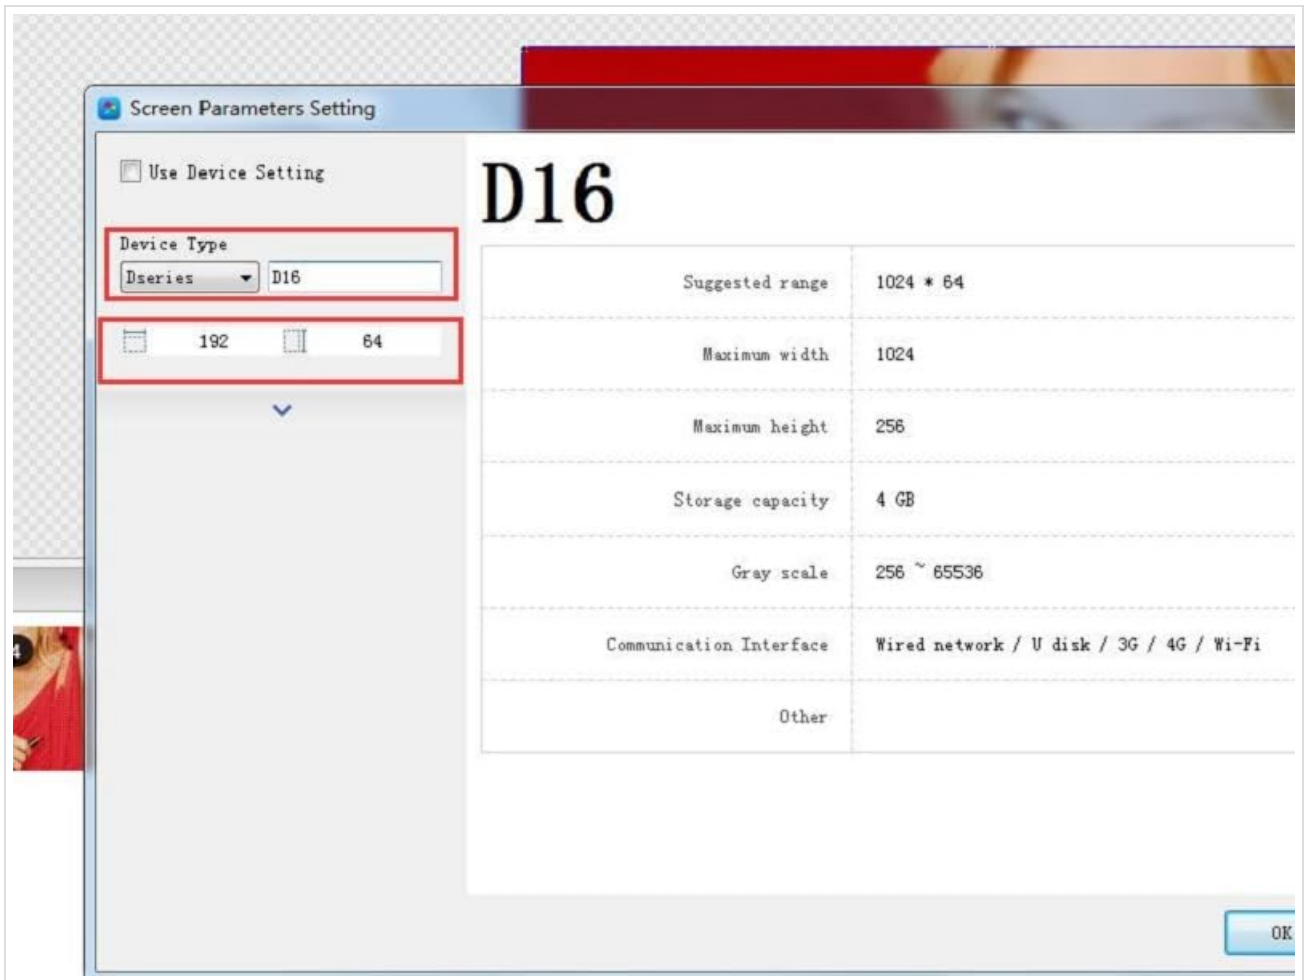 Screen Parameters Setting
Use Device Setting
Device Type
Dseries D16
192 64
D16
Suggested range 1024 * 64
Maximum width 1024
Maximum height 256
Storage capacity 4 GB
Gray scale 256 ~ 65536
Communication Interface Wired network / U disk / 3G / 4G / Wi-Fi
Other
4
OK